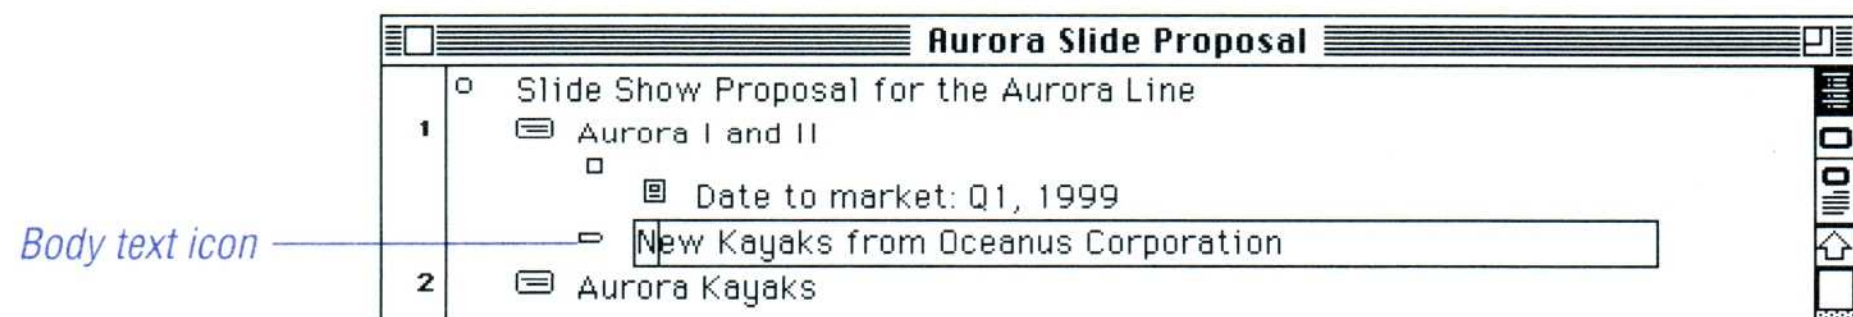 Aurora Slide Proposal
Slide Show Proposal for the Aurora Line
1 Aurora I and II
Date to market: Q1, 1999
Body text icon New Kayaks from Oceanus Corporation
2 Aurora Kayaks